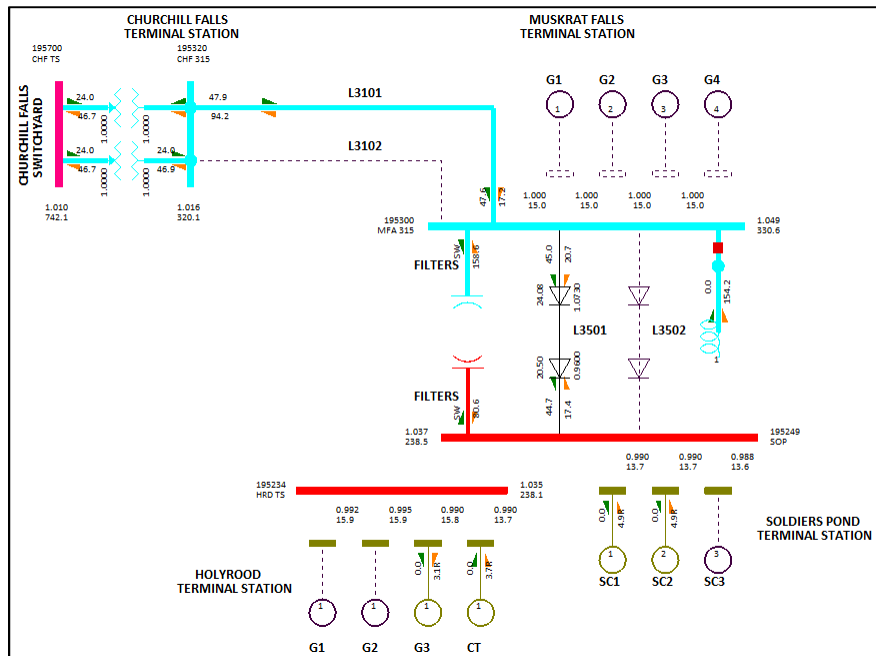 CHURCHILL FALLS
TERMINAL STATION
MUSKRAT FALLS
TERMINAL STATION
195700
CHF TS
195320
CHF 315
G1
G2
G3
G4
1
2
3
4
CHURCHILL FALLS
SWITCHYARD
24.0
46.7
1.0000
1.0000
47.9
94.2
L3101
24.0
46.7
1.0000
1.0000
24.0
46.9
L3102
1.010
742.1
1.016
320.1
47.6
17.2
1.000
15.0
1.000
15.0
1.000
15.0
1.000
15.0
195300
MFA 315
1.049
330.6
SW
158.6
FILTERS
45.0
20.7
24.08
1.0730
0.0
154.2
1
L3501
L3502
20.50
0.9600
FILTERS
SW
80.6
44.7
17.4
1.037
238.5
195249
SOP
195234
HRD TS
1.035
238.1
0.990
13.7
0.990
13.7
0.988
13.6
0.992
15.9
0.995
15.9
0.990
15.8
0.990
13.7
0.0
4.9R
0.0
4.9R
SOLDIERS POND
TERMINAL STATION
1
2
3
SC1
SC2
SC3
0.0
3.1R
0.0
3.7R
HOLYROOD
TERMINAL STATION
1
1
1
1
G1
G2
G3
CT